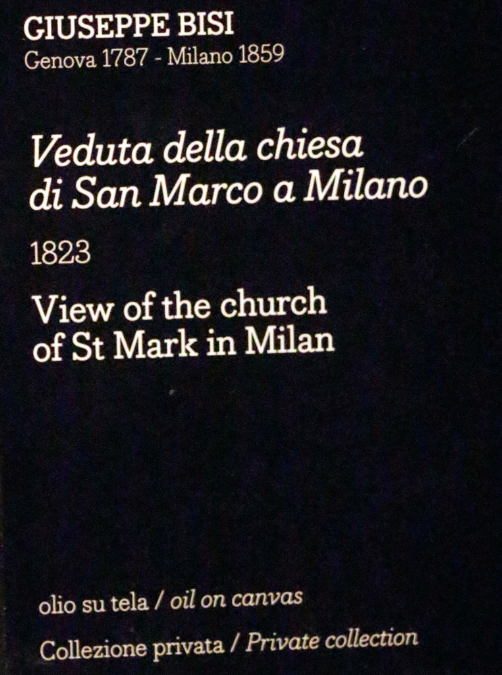 GIUSEPPE BISI
Genova 1787 - Milano 1859
Veduta della chiesa
di San Marco a Milano
1823
View of the church
of St Mark in Milan
olio su tela / oil on canvas
Collezione privata / Private collection